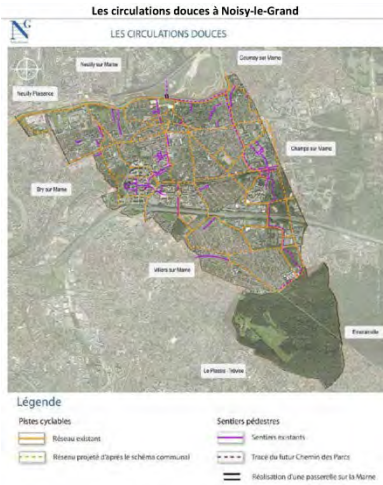 Les circulations douces à Noisy-le-Grand
N G
LES CIRCULATIONS DOUCES
Neuilly sur Marne
Gournay sur Marne
Neuilly Plaisance
Champs sur Marne
Bry sur Marne
Villiers sur Marne
Emerainville
Le Plessis - Trévise
Légende
Pistes cyclables
Sentiers pédestres
Réseau existant
Sentiers existants
Réseau projeté d'après le schéma communal
Tracé du futur Chemin des Parcs
Réalisation d'une passerelle sur la Marne